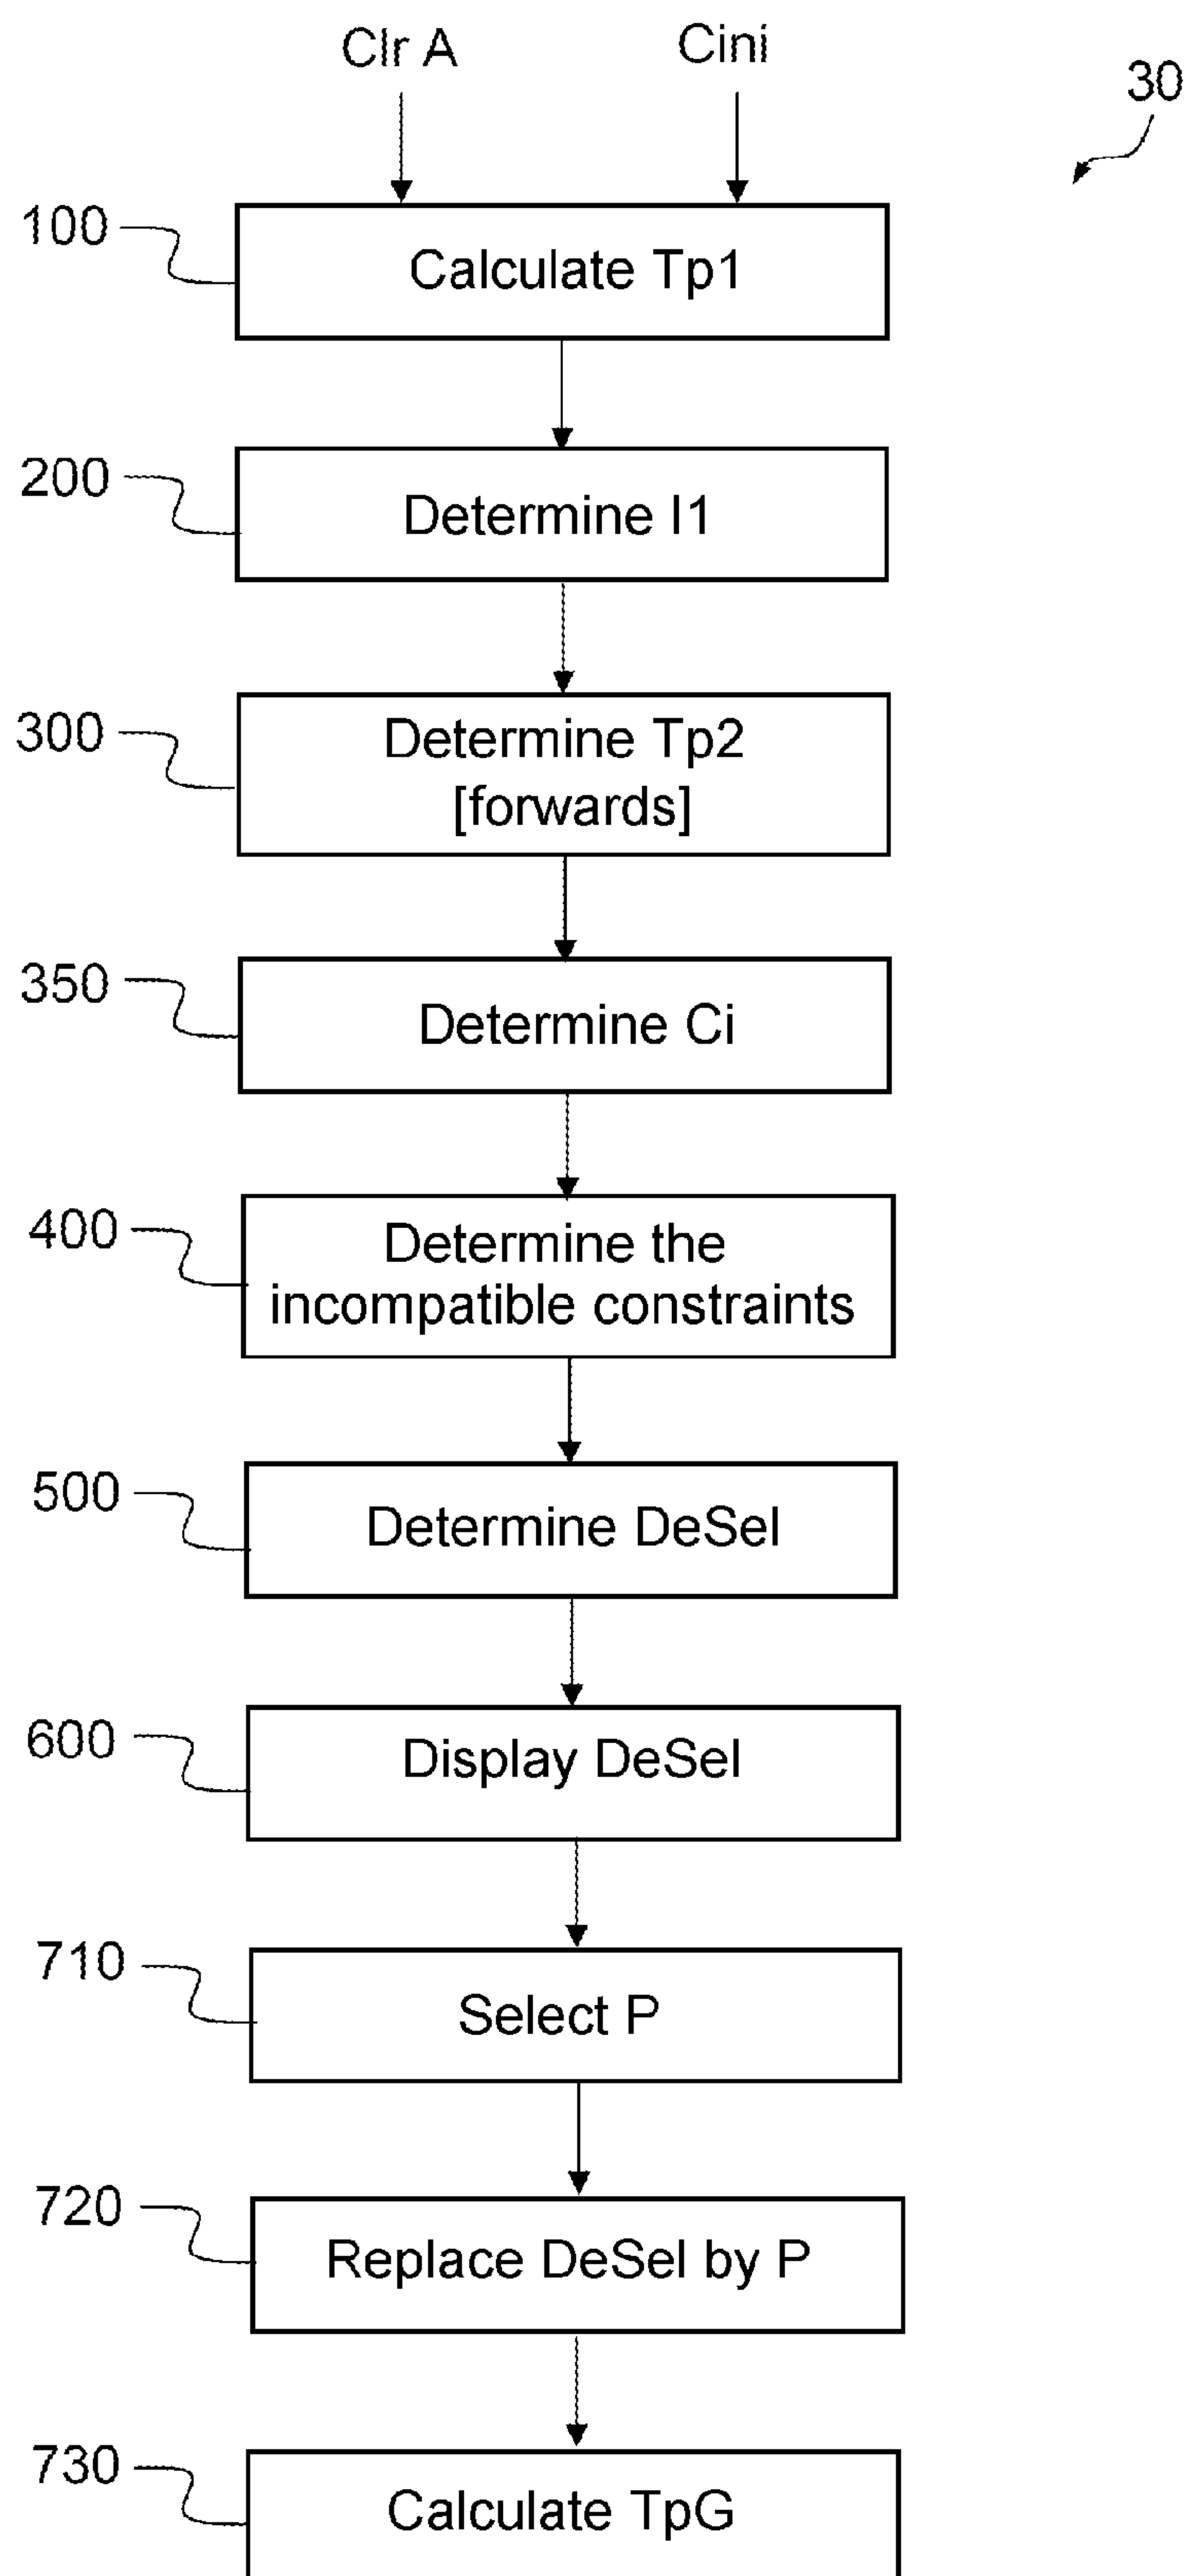 Clr A
Cini
30
100
Calculate Tp1
200
Determine I1
300
Determine Tp2
[forwards]
350
Determine Ci
400
Determine the
incompatible constraints
500
Determine DeSel
600
Display DeSel
710
Select P
720
Replace DeSel by P
730
Calculate TpG